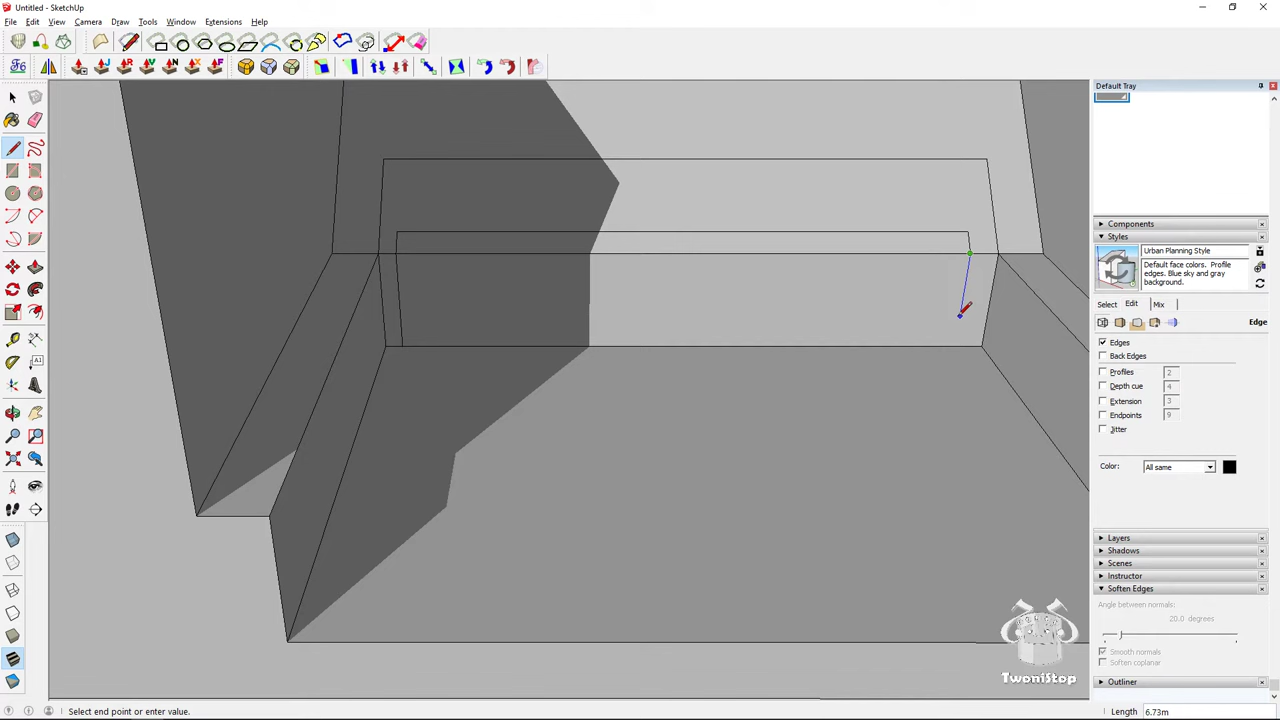 Untitled - SketchUp
File Edit View Camera Draw Tools Window Extensions Help
Default Tray
Components
Styles
Urban Planning Style
Default face colors. Profile
edges. Blue sky and gray
background.
Select Edit Mix
Edge
Edges
Back Edges
Profiles 2
Depth cue 4
Extension 3
Endpoints 9
Jitter
Color: All same
Layers
Shadows
Scenes
Instructor
Soften Edges
Angle between normals:
20.0 degrees
Smooth normals
Soften coplanar
Outliner
TwoniStop
Select end point or enter value.
Length 6.73m